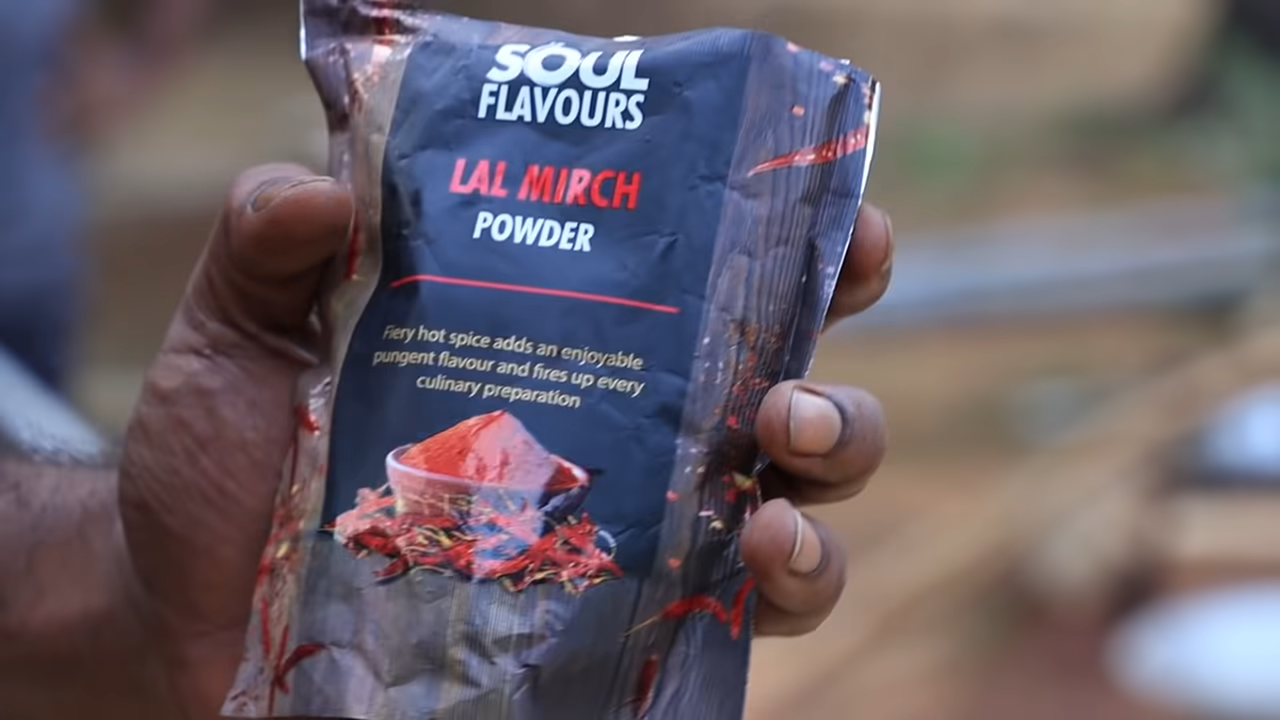 SOUL
FLAVOURS
LAL MIRCH
POWDER
Fiery hot spice adds an enjoyable
pungent flavour and fires up every
culinary preparation